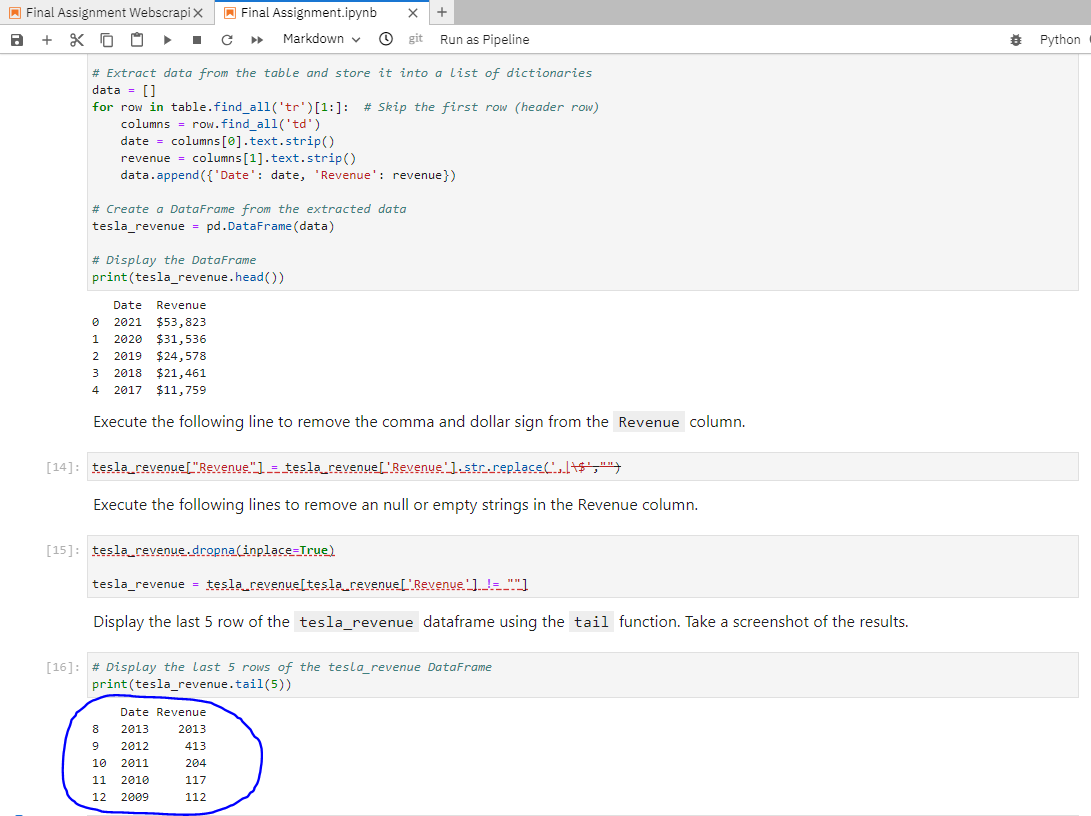 Final Assignment Webscrapi
Final Assignment.ipynb
Markdown
git
Run as Pipeline
Python
# Extract data from the table and store it into a list of dictionaries
data = []
for row in table.find_all('tr')[1:]:  # Skip the first row (header row)
    columns = row.find_all('td')
    date = columns[0].text.strip()
    revenue = columns[1].text.strip()
    data.append({'Date': date, 'Revenue': revenue})
# Create a DataFrame from the extracted data
tesla_revenue = pd.DataFrame(data)
# Display the DataFrame
print(tesla_revenue.head())
   Date  Revenue
0  2021  $53,823
1  2020  $31,536
2  2019  $24,578
3  2018  $21,461
4  2017  $11,759
Execute the following line to remove the comma and dollar sign from the Revenue column.
[14]: tesla_revenue["Revenue"] = tesla_revenue['Revenue'].str.replace(',|\$',"")
Execute the following lines to remove an null or empty strings in the Revenue column.
[15]: tesla_revenue.dropna(inplace=True)
tesla_revenue = tesla_revenue[tesla_revenue['Revenue'] != ""]
Display the last 5 row of the tesla_revenue dataframe using the tail function. Take a screenshot of the results.
[16]: # Display the last 5 rows of the tesla_revenue DataFrame
print(tesla_revenue.tail(5))
    Date Revenue
8   2013    2013
9   2012     413
10  2011     204
11  2010     117
12  2009     112